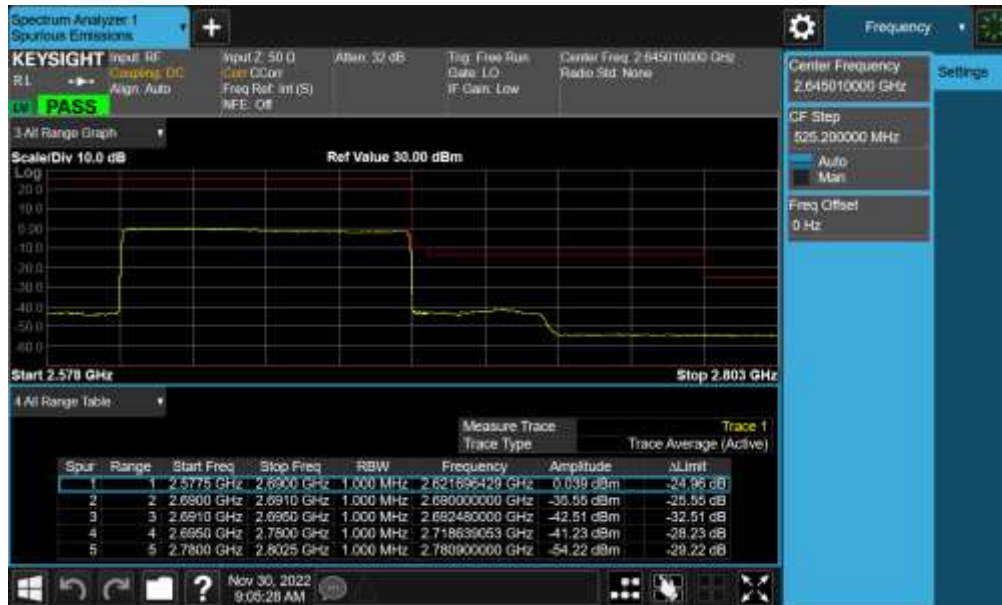 Spectrum Analyzer 1
Spurious Emissions
Frequency
KEYSIGHT Input: RF Input Z: 50 Ω Atten: 32 dB Trig: Free Run Center Freq: 2.645010000 GHz
RL Coupling: DC Corr CCorr Gate: LO Radio Std: None
Align: Auto Freq Ref: Int (S) IF Gain: Low
NFE: Off
PASS
3 All Range Graph
Scale/Div 10.0 dB Ref Value 30.00 dBm
Log
20.0
10.0
0.00
-10.0
-20.0
-40.0
-50.0
-60.0
Start 2.578 GHz Stop 2.803 GHz
4 All Range Table
Measure Trace Trace 1
Trace Type Trace Average (Active)
Spur Range Start Freq Stop Freq RBW Frequency Amplitude ΔLimit
1 1 2.5775 GHz 2.6900 GHz 1.000 MHz 2.621696429 GHz 0.039 dBm -24.96 dB
2 2 2.6900 GHz 2.6910 GHz 1.000 MHz 2.690000000 GHz -35.55 dBm -25.55 dB
3 3 2.6910 GHz 2.6950 GHz 1.000 MHz 2.692480000 GHz -42.51 dBm -32.51 dB
4 4 2.6950 GHz 2.7800 GHz 1.000 MHz 2.718639053 GHz -41.23 dBm -28.23 dB
5 5 2.7800 GHz 2.8025 GHz 1.000 MHz 2.780900000 GHz -54.22 dBm -29.22 dB
Nov 30, 2022
9:05:28 AM
Center Frequency
2.645010000 GHz
Settings
CF Step
525.200000 MHz
Auto
Man
Freq Offset
0 Hz